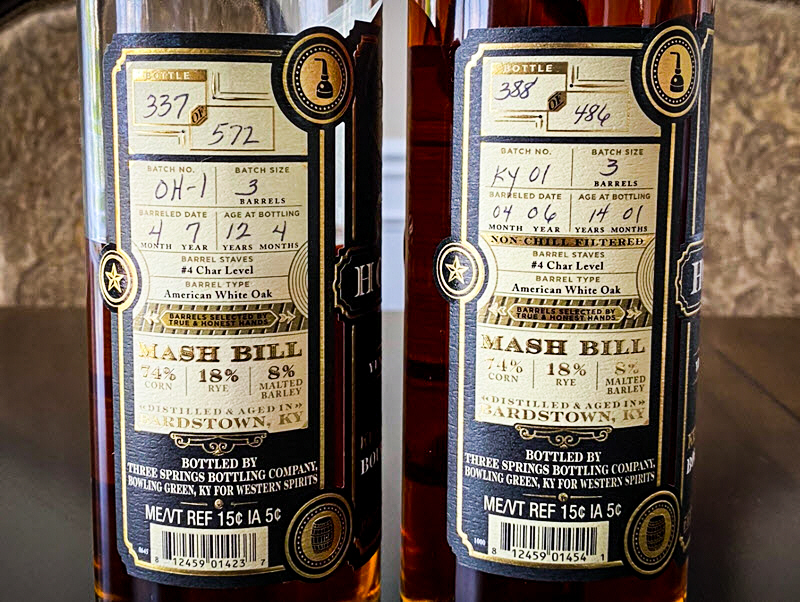 BOTTLE
337 OF 572
BATCH NO. BATCH SIZE
OH-1 3
BARRELS
BARRELED DATE AGE AT BOTTLING
4 7 12 4
MONTH YEAR YEARS MONTHS
BARREL STAVES
#4 Char Level
BARREL TYPE
American White Oak
BARRELS SELECTED BY
TRUE & HONEST HANDS
MASH BILL
74% 18% 8%
CORN RYE MALTED
BARLEY
«DISTILLED & AGED IN»
BARDSTOWN, KY
BOTTLED BY
THREE SPRINGS BOTTLING COMPANY,
BOWLING GREEN, KY FOR WESTERN SPIRITS
ME/VT REF 15¢ IA 5¢
8 12459 01423 7
BOTTLE
388 OF 486
BATCH NO. BATCH SIZE
KY 01 3
BARRELS
BARRELED DATE AGE AT BOTTLING
04 06 14 01
MONTH YEAR YEARS MONTHS
NON-CHILL FILTERED
BARREL STAVES
#4 Char Level
BARREL TYPE
American White Oak
BARRELS SELECTED BY
TRUE & HONEST HANDS
MASH BILL
74% 18% 8%
CORN RYE MALTED
BARLEY
«DISTILLED & AGED IN»
BARDSTOWN, KY
BOTTLED BY
THREE SPRINGS BOTTLING COMPANY,
BOWLING GREEN, KY FOR WESTERN SPIRITS
ME/VT REF 15¢ IA 5¢
1000
8 12459 01454 1